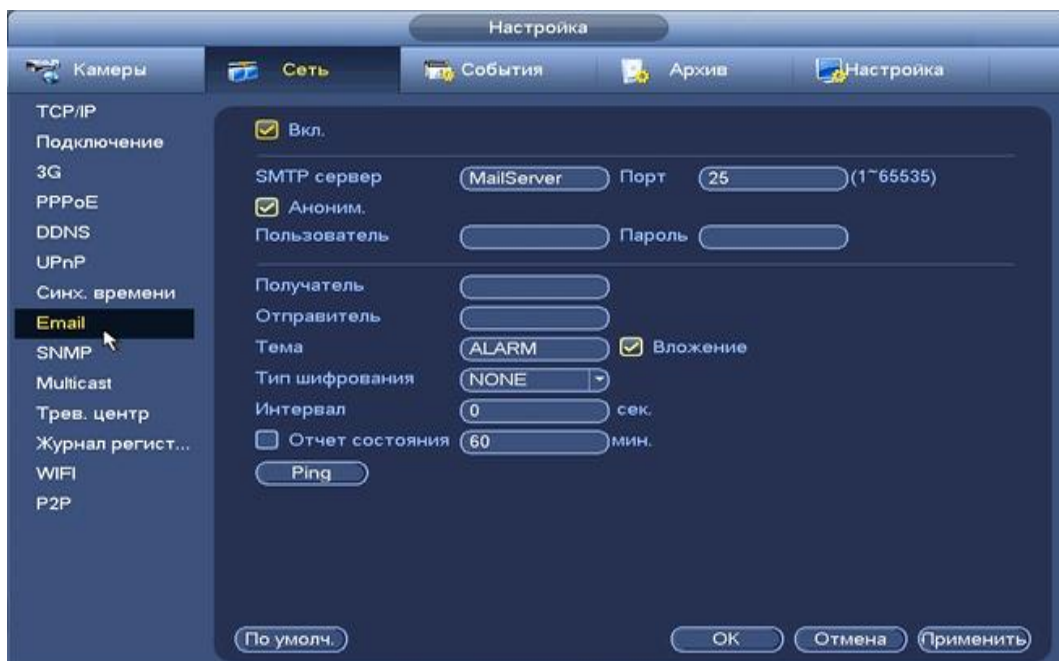 Настройка
Камеры Сеть События Архив Настройка
TCP/IP
Подключение
3G
PPPoE
DDNS
UPnP
Синх. времени
Email
SNMP
Multicast
Трев. центр
Журнал регист...
WIFI
P2P
Вкл.
SMTP сервер MailServer Порт 25 (1~65535)
Аноним.
Пользователь Пароль
Получатель
Отправитель
Тема ALARM Вложение
Тип шифрования NONE
Интервал 0 сек.
Отчет состояния 60 мин.
Ping
По умолч. OK Отмена Применить